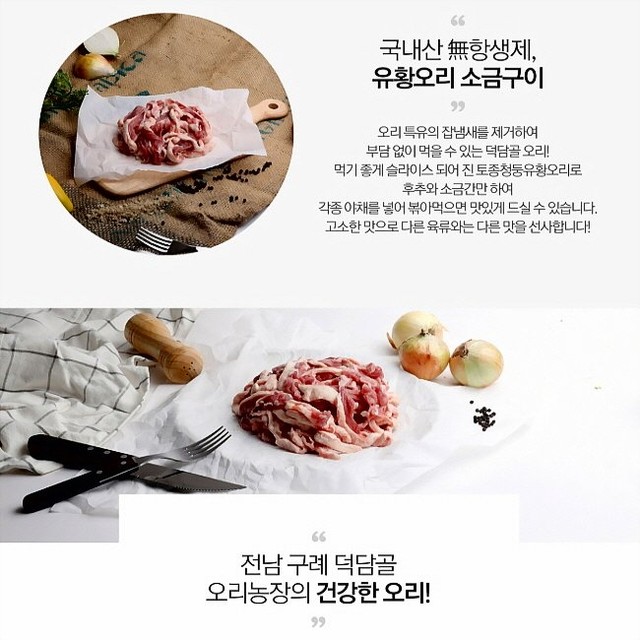 국내산 無항생제,
유황오리 소금구이
오리 특유의 잡냄새를 제거하여
부담 없이 먹을 수 있는 덕담골 오리!
먹기 좋게 슬라이스 되어 진 토종청둥유황오리로
후추와 소금간만 하여
각종 야채를 넣어 볶아먹으면 맛있게 드실 수 있습니다.
고소한 맛으로 다른 육류와는 다른 맛을 선사합니다!
전남 구례 덕담골
오리농장의 건강한 오리!